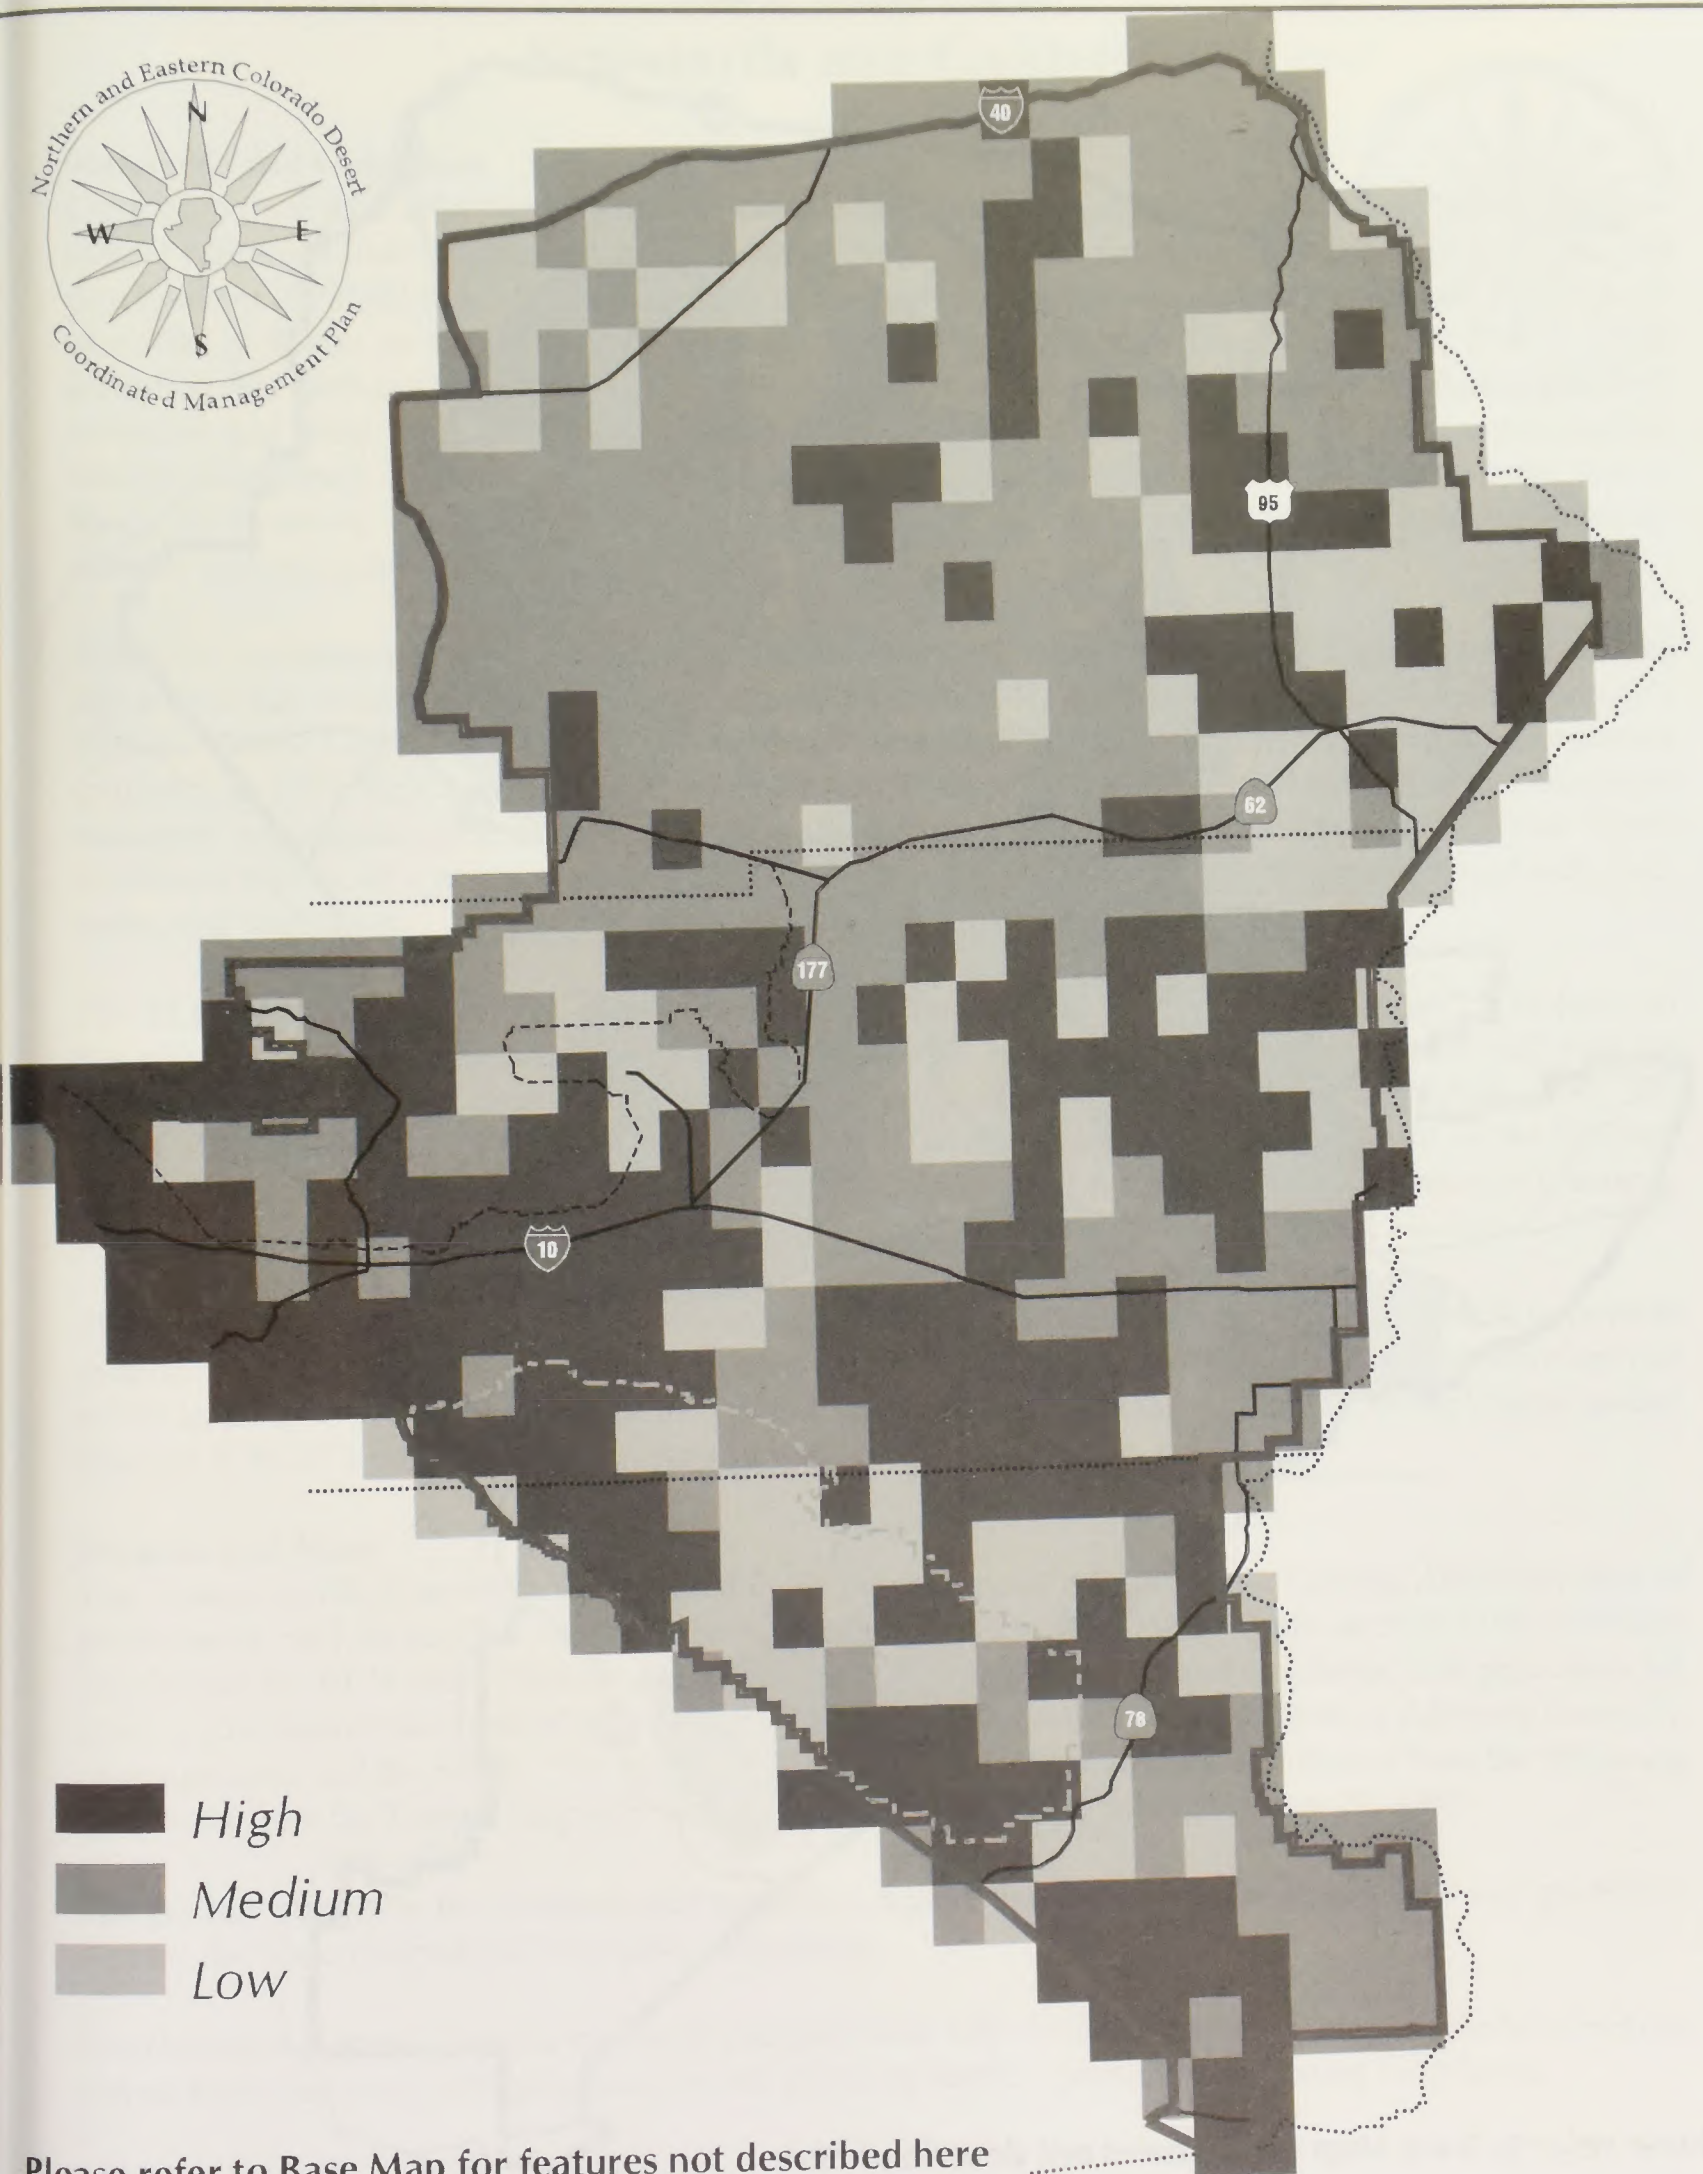 Northern and Eastern Colorado Desert
N
W
E
S
Coordinated Management Plan
40
95
62
177
10
78
High
Medium
Low
Please refer to Base Map for features not described here